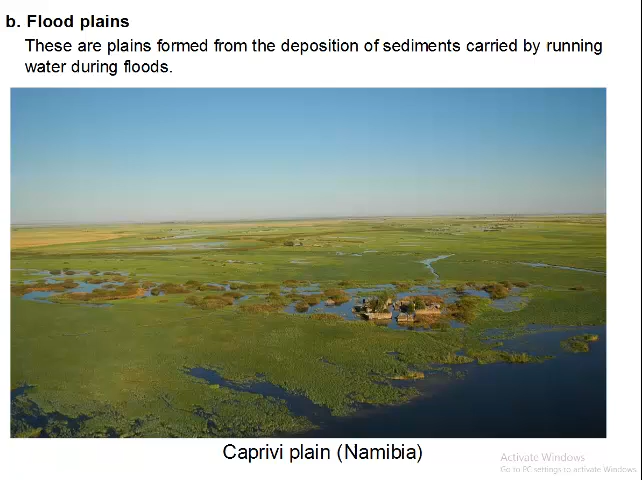 b. Flood plains
These are plains formed from the deposition of sediments carried by running
water during floods.
Caprivi plain (Namibia)
Activate Windows
Go to PC settings to activate Windows.